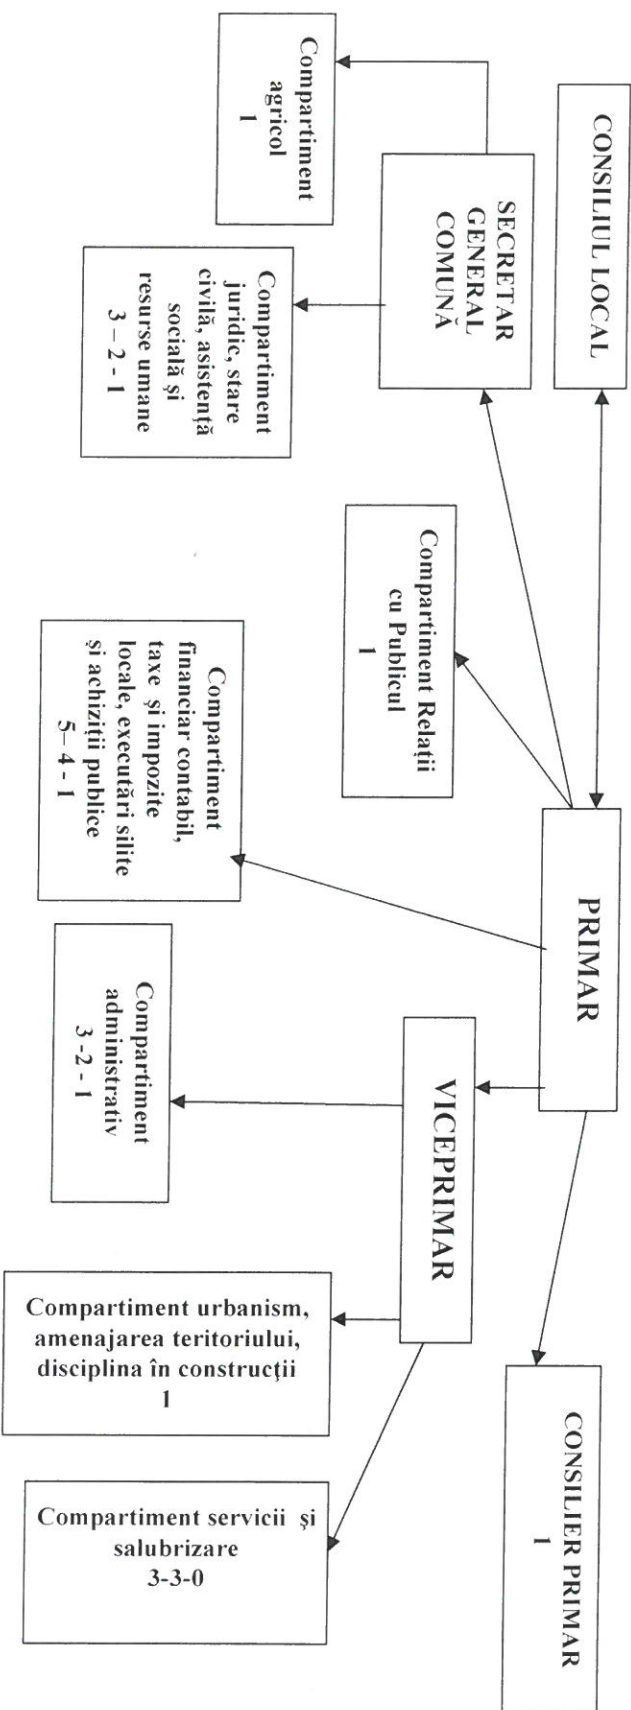 CONSILIUL LOCAL
PRIMAR
CONSILIER PRIMAR
1
SECRETAR
GENERAL
COMUNĂ
Compartiment Relații
cu Publicul
1
VICEPRIMAR
Compartiment
agricol
1
Compartiment
juridic, stare
civilă, asistență
socială și
resurse umane
3 – 2 - 1
Compartiment
financiar contabil,
taxe și impozite
locale, executări silite
și achiziții publice
5– 4 - 1
Compartiment
administrativ
3 -2 - 1
Compartiment urbanism,
amenajarea teritoriului,
disciplina în construcții
1
Compartiment servicii și
salubrizare
3-3-0